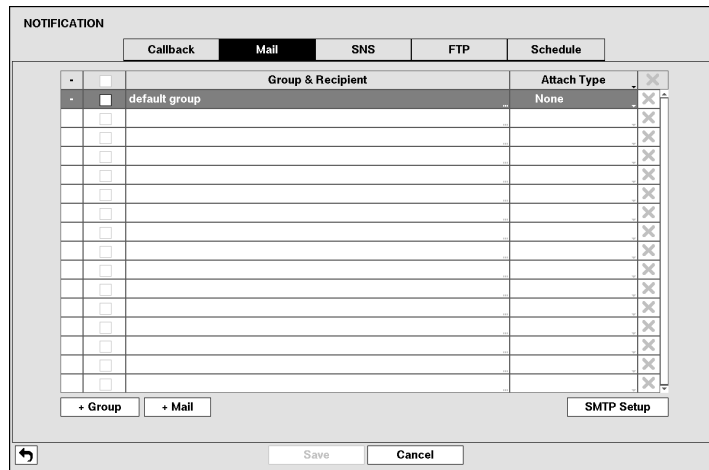 NOTIFICATION
Callback Mail SNS FTP Schedule
- Group & Recipient Attach Type
- default group ... None
+ Group + Mail SMTP Setup
Save Cancel